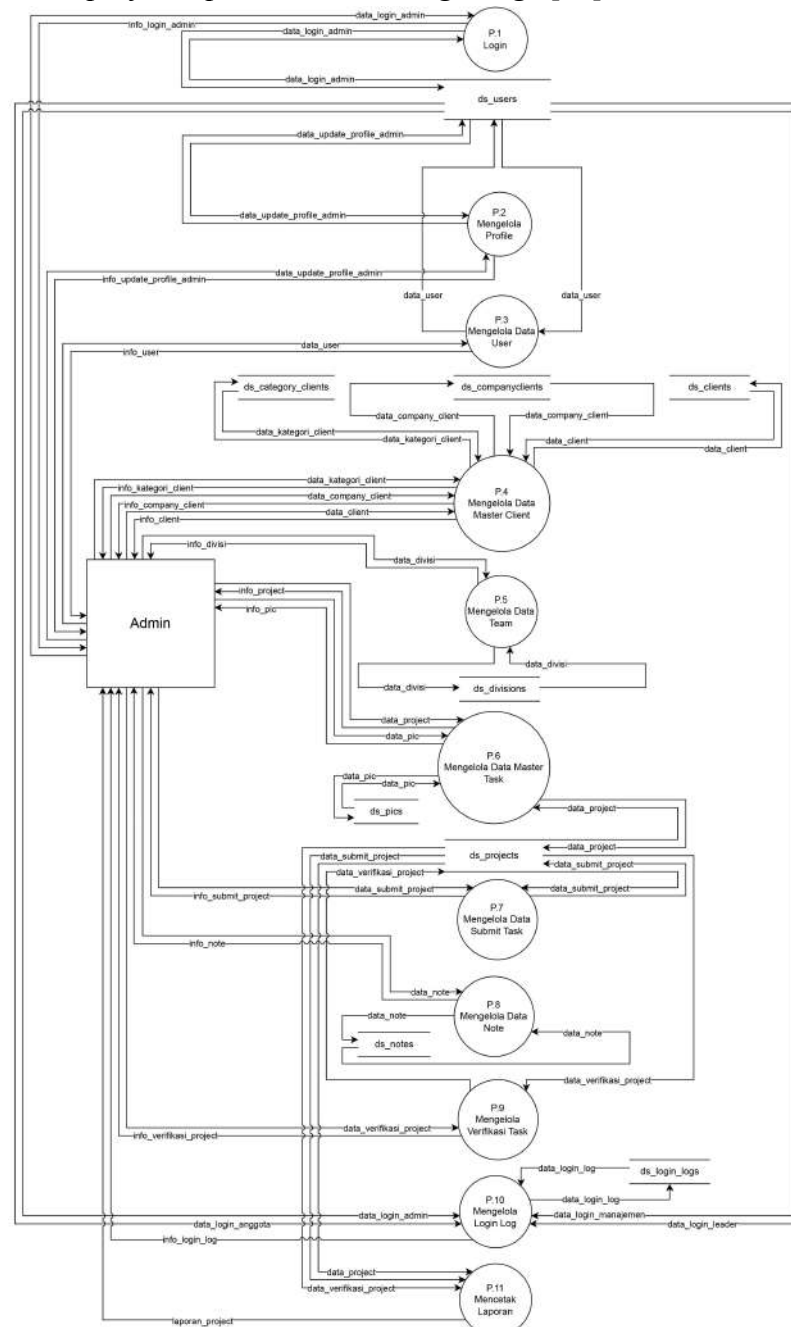 data_login_admin
info_login_admin
data_login_admin
P.1
Login
data_login_admin
ds_users
data_update_profile_admin
data_update_profile_admin
P.2
Mengelola
Profile
data_update_profile_admin
info_update_profile_admin
data_user
data_user
P.3
Mengelola Data
User
data_user
info_user
ds_category_clients
ds_companyclients
ds_clients
data_company_client
data_company_client
data_kategori_client
data_kategori_client
data_client
data_client
P.4
Mengelola Data
Master Client
data_kategori_client
info_kategori_client
data_company_client
info_company_client
data_client
info_client
info_divisi
data_divisi
Admin
info_project
info_pic
P.5
Mengelola Data
Team
data_divisi
data_divisi
ds_divisions
data_project
data_pic
P.6
Mengelola Data Master
Task
data_pic
data_pic
ds_pics
data_project
data_project
ds_projects
data_submit_project
data_submit_project
data_verifikasi_project
data_submit_project
data_submit_project
info_submit_project
P.7
Mengelola Data
Submit Task
info_note
data_note
P.8
Mengelola Data
Note
data_note
data_note
ds_notes
data_verifikasi_project
P.9
Mengelola
Verifikasi Task
data_verifikasi_project
info_verifikasi_project
data_login_log
ds_login_logs
data_login_log
P.10
Mengelola
Login Log
data_login_admin
data_login_manajemen
data_login_anggota
data_login_leader
info_login_log
data_project
data_verifikasi_project
P.11
Mencetak
Laporan
laporan_project